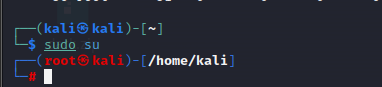 ┌──(kali㉿kali)-[~]
└─$ sudo su
┌──(root㉿kali)-[/home/kali]
└─#